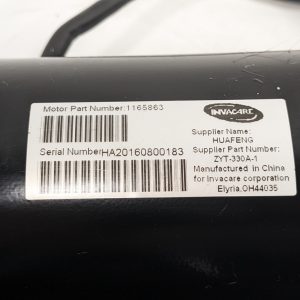 Motor Part Number:1165863
INVACARE
Serial Number HA20160800183
Supplier Name:
HUAFENG
Supplier Part Number:
ZYT-330A-1
Manufactured in China
for Invacare corporation
Elyria,OH44035